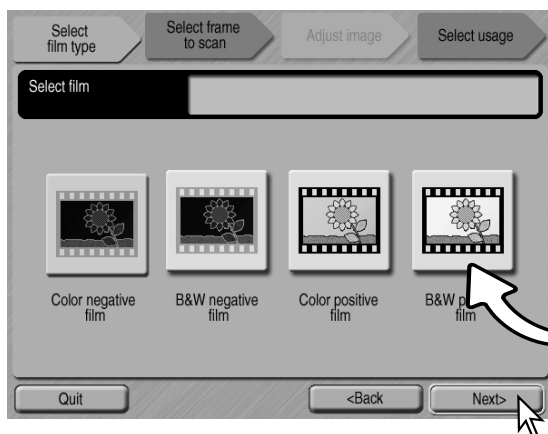 Select
film type
Select frame
to scan
Adjust image
Select usage
Select film
Color negative
film
B&W negative
film
Color positive
film
B&W
film
Quit
<Back
Next>